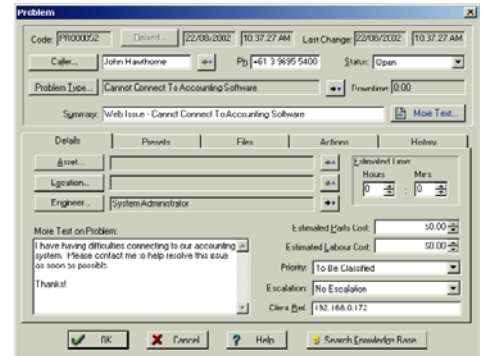 Problem
Code: PR000052 Raised... 22/08/2002 10:37:27 AM Last Change: 22/08/2002 10:37:27 AM
Caller... John Hawthorne Ph: +61 3 9695 5400 Status: Open
Problem Type... Cannot Connect To Accounting Software Downtime: 0:00
Summary: Web Issue - Cannot Connect To Accounting Software More Text...
Details Presets Files Actions History
Asset... Estimated Time
Location... Hours Mins
Engineer... System Administrator 0 : 0
More Text on Problem: Estimated Parts Cost: $0.00
I have having difficulties connecting to our accounting
system. Please contact me to help resolve this issue
as soon as possible.
Estimated Labour Cost: $0.00
Thanks!
Priority: To Be Classified
Escalation: No Escalation
Client Ref. 192.168.0.172
OK Cancel Help Search Knowledge Base